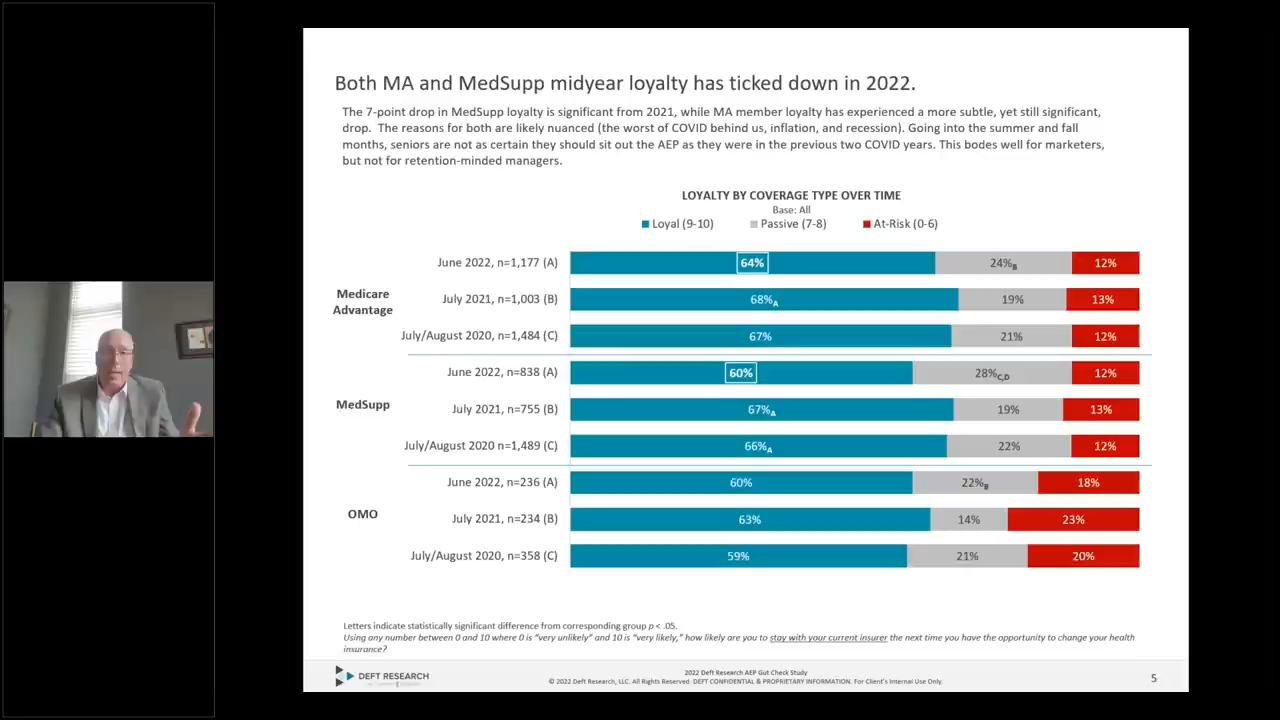 Both MA and MedSupp midyear loyalty has ticked down in 2022.
The 7-point drop in MedSupp loyalty is significant from 2021, while MA member loyalty has experienced a more subtle, yet still significant,
drop. The reasons for both are likely nuanced (the worst of COVID behind us, inflation, and recession). Going into the summer and fall
months, seniors are not as certain they should sit out the AEP as they were in the previous two COVID years. This bodes well for marketers,
but not for retention-minded managers.
LOYALTY BY COVERAGE TYPE OVER TIME
Base: All
Loyal (9-10) Passive (7-8) At-Risk (0-6)
Medicare
Advantage
June 2022, n=1,177 (A) 64% 24%B 12%
July 2021, n=1,003 (B) 68%A 19% 13%
July/August 2020, n=1,484 (C) 67% 21% 12%
MedSupp
June 2022, n=838 (A) 60% 28%C,D 12%
July 2021, n=755 (B) 67%A 19% 13%
July/August 2020 n=1,489 (C) 66%A 22% 12%
OMO
June 2022, n=236 (A) 60% 22%B 18%
July 2021, n=234 (B) 63% 14% 23%
July/August 2020, n=358 (C) 59% 21% 20%
Letters indicate statistically significant difference from corresponding group p < .05.
Using any number between 0 and 10 where 0 is “very unlikely” and 10 is “very likely,” how likely are you to stay with your current insurer the next time you have the opportunity to change your health
insurance?
DEFT RESEARCH
2022 Deft Research AEP Gut Check Study
© 2022 Deft Research, LLC. All Rights Reserved. DEFT CONFIDENTIAL & PROPRIETARY INFORMATION. For Client's Internal Use Only.
5